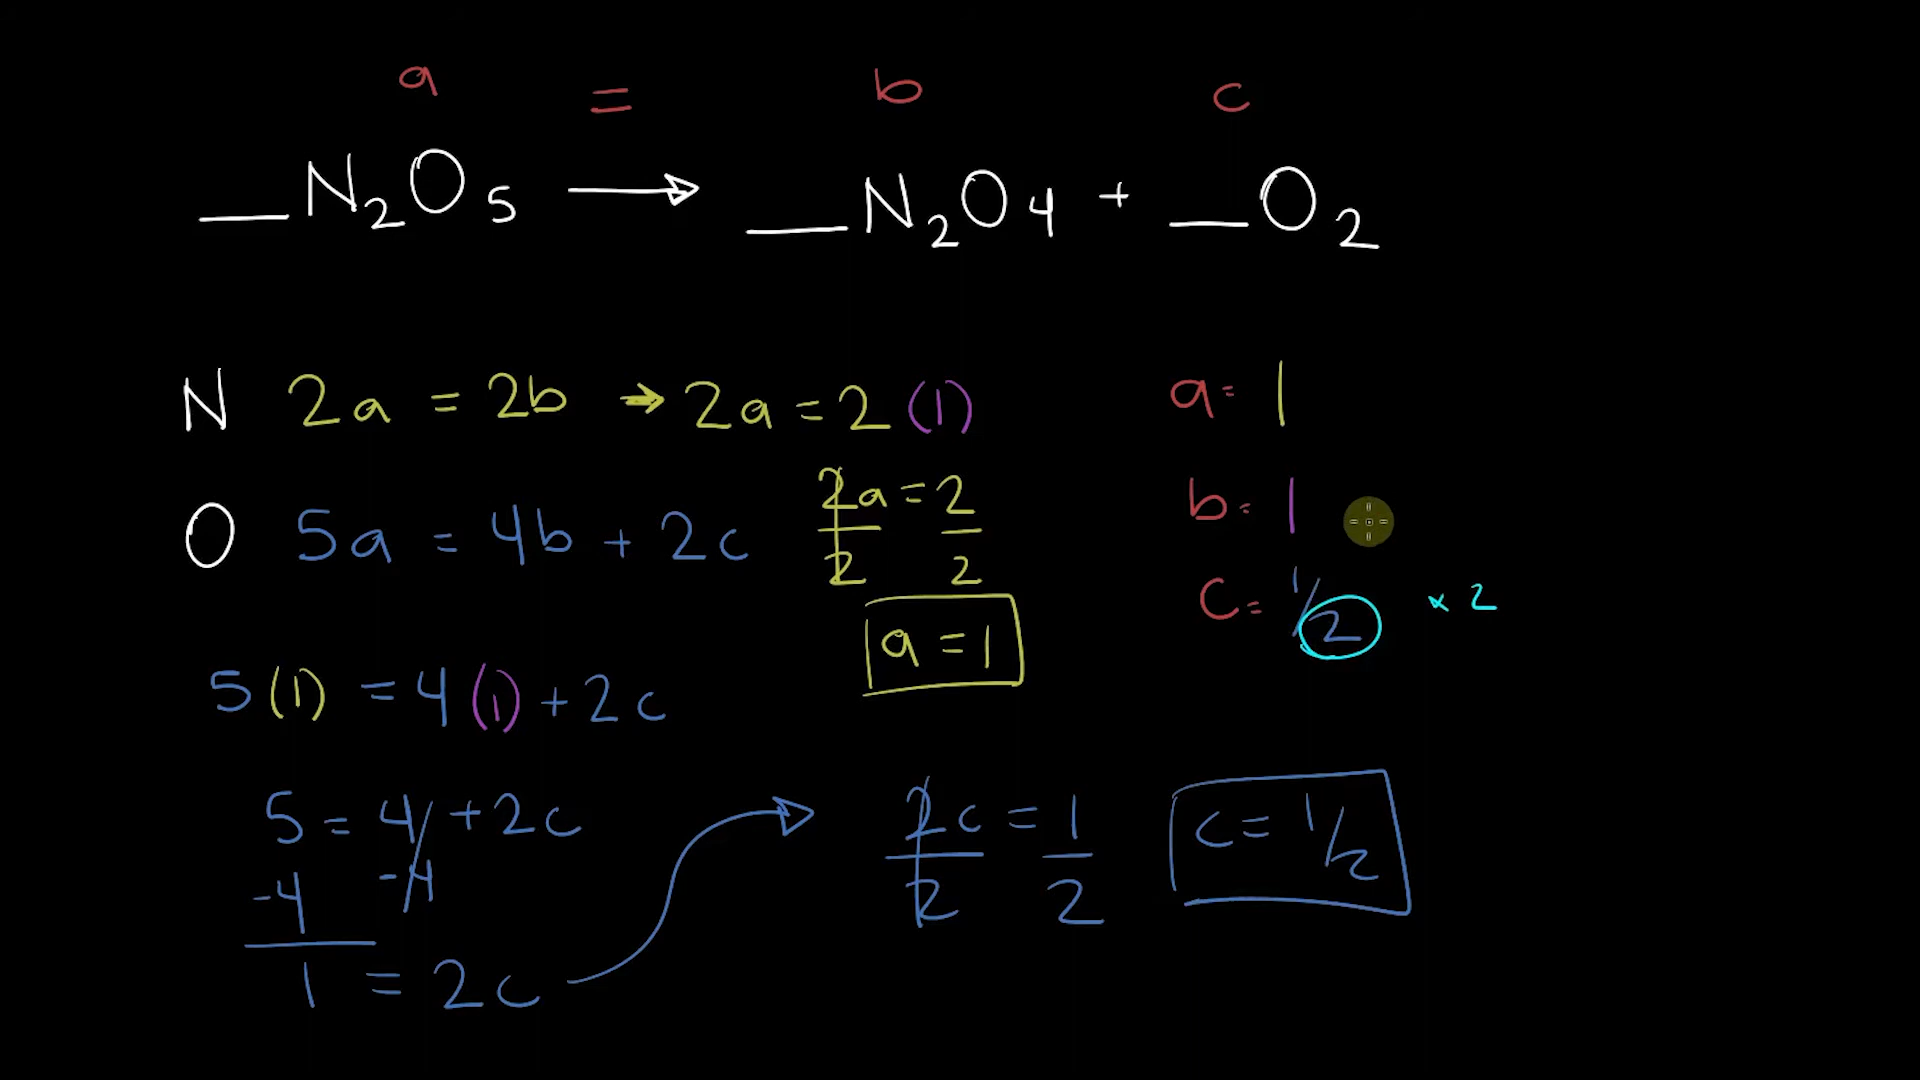 a = b c
__N₂O₅ → __N₂O₄ + __O₂
N 2a = 2b → 2a = 2(1) a = 1
2a/2 = 2/2 b = 1
O 5a = 4b + 2c
c = 1/2 × 2
a = 1
5(1) = 4(1) + 2c
5 = 4 + 2c 2c/2 = 1/2 c = 1/2
-4 -4
1 = 2c